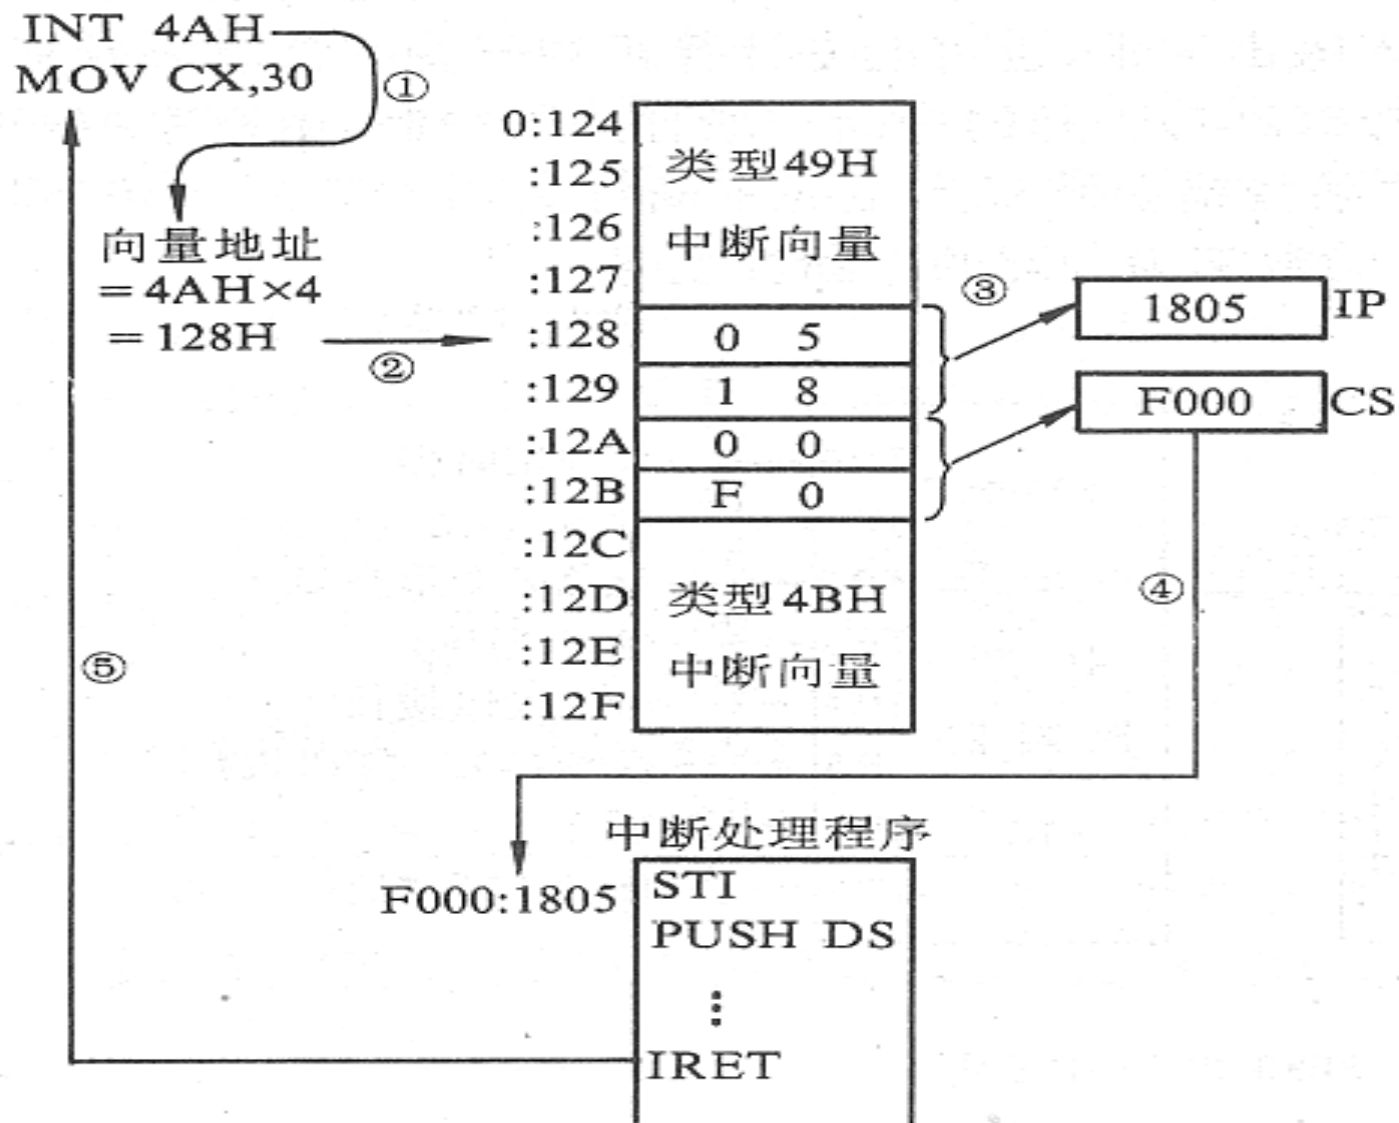 INT 4AH
MOV CX,30
①
向量地址
=4AH×4
=128H
②
0:124
:125
:126
:127
:128
:129
:12A
:12B
:12C
:12D
:12E
:12F
类型49H
中断向量
0 5
1 8
0 0
F 0
类型4BH
中断向量
③
1805 IP
F000 CS
④
⑤
中断处理程序
F000:1805
STI
PUSH DS
⋮
IRET